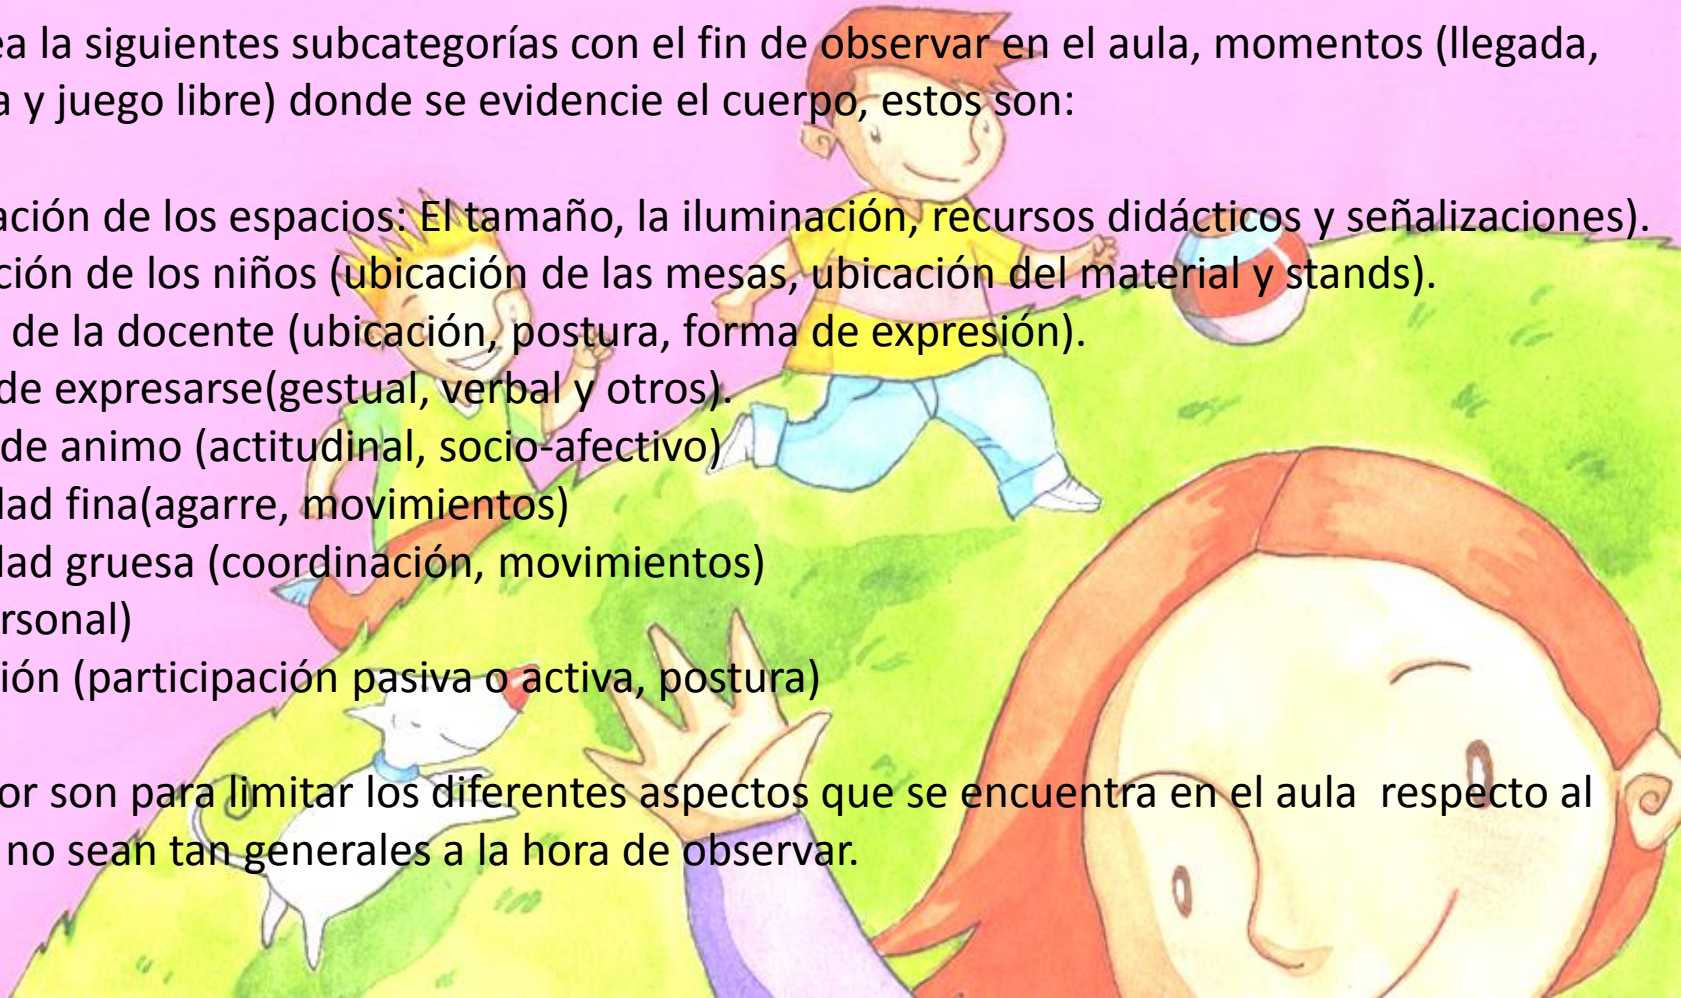 ea la siguientes subcategorías con el fin de observar en el aula, momentos (llegada,
a y juego libre) donde se evidencie el cuerpo, estos son:
ación de los espacios: El tamaño, la iluminación, recursos didácticos y señalizaciones).
ción de los niños (ubicación de las mesas, ubicación del material y stands).
de la docente (ubicación, postura, forma de expresión).
de expresarse(gestual, verbal y otros).
de animo (actitudinal, socio-afectivo)
dad fina(agarre, movimientos)
dad gruesa (coordinación, movimientos)
rsonal)
ión (participación pasiva o activa, postura)
or son para limitar los diferentes aspectos que se encuentra en el aula respecto al
no sean tan generales a la hora de observar.